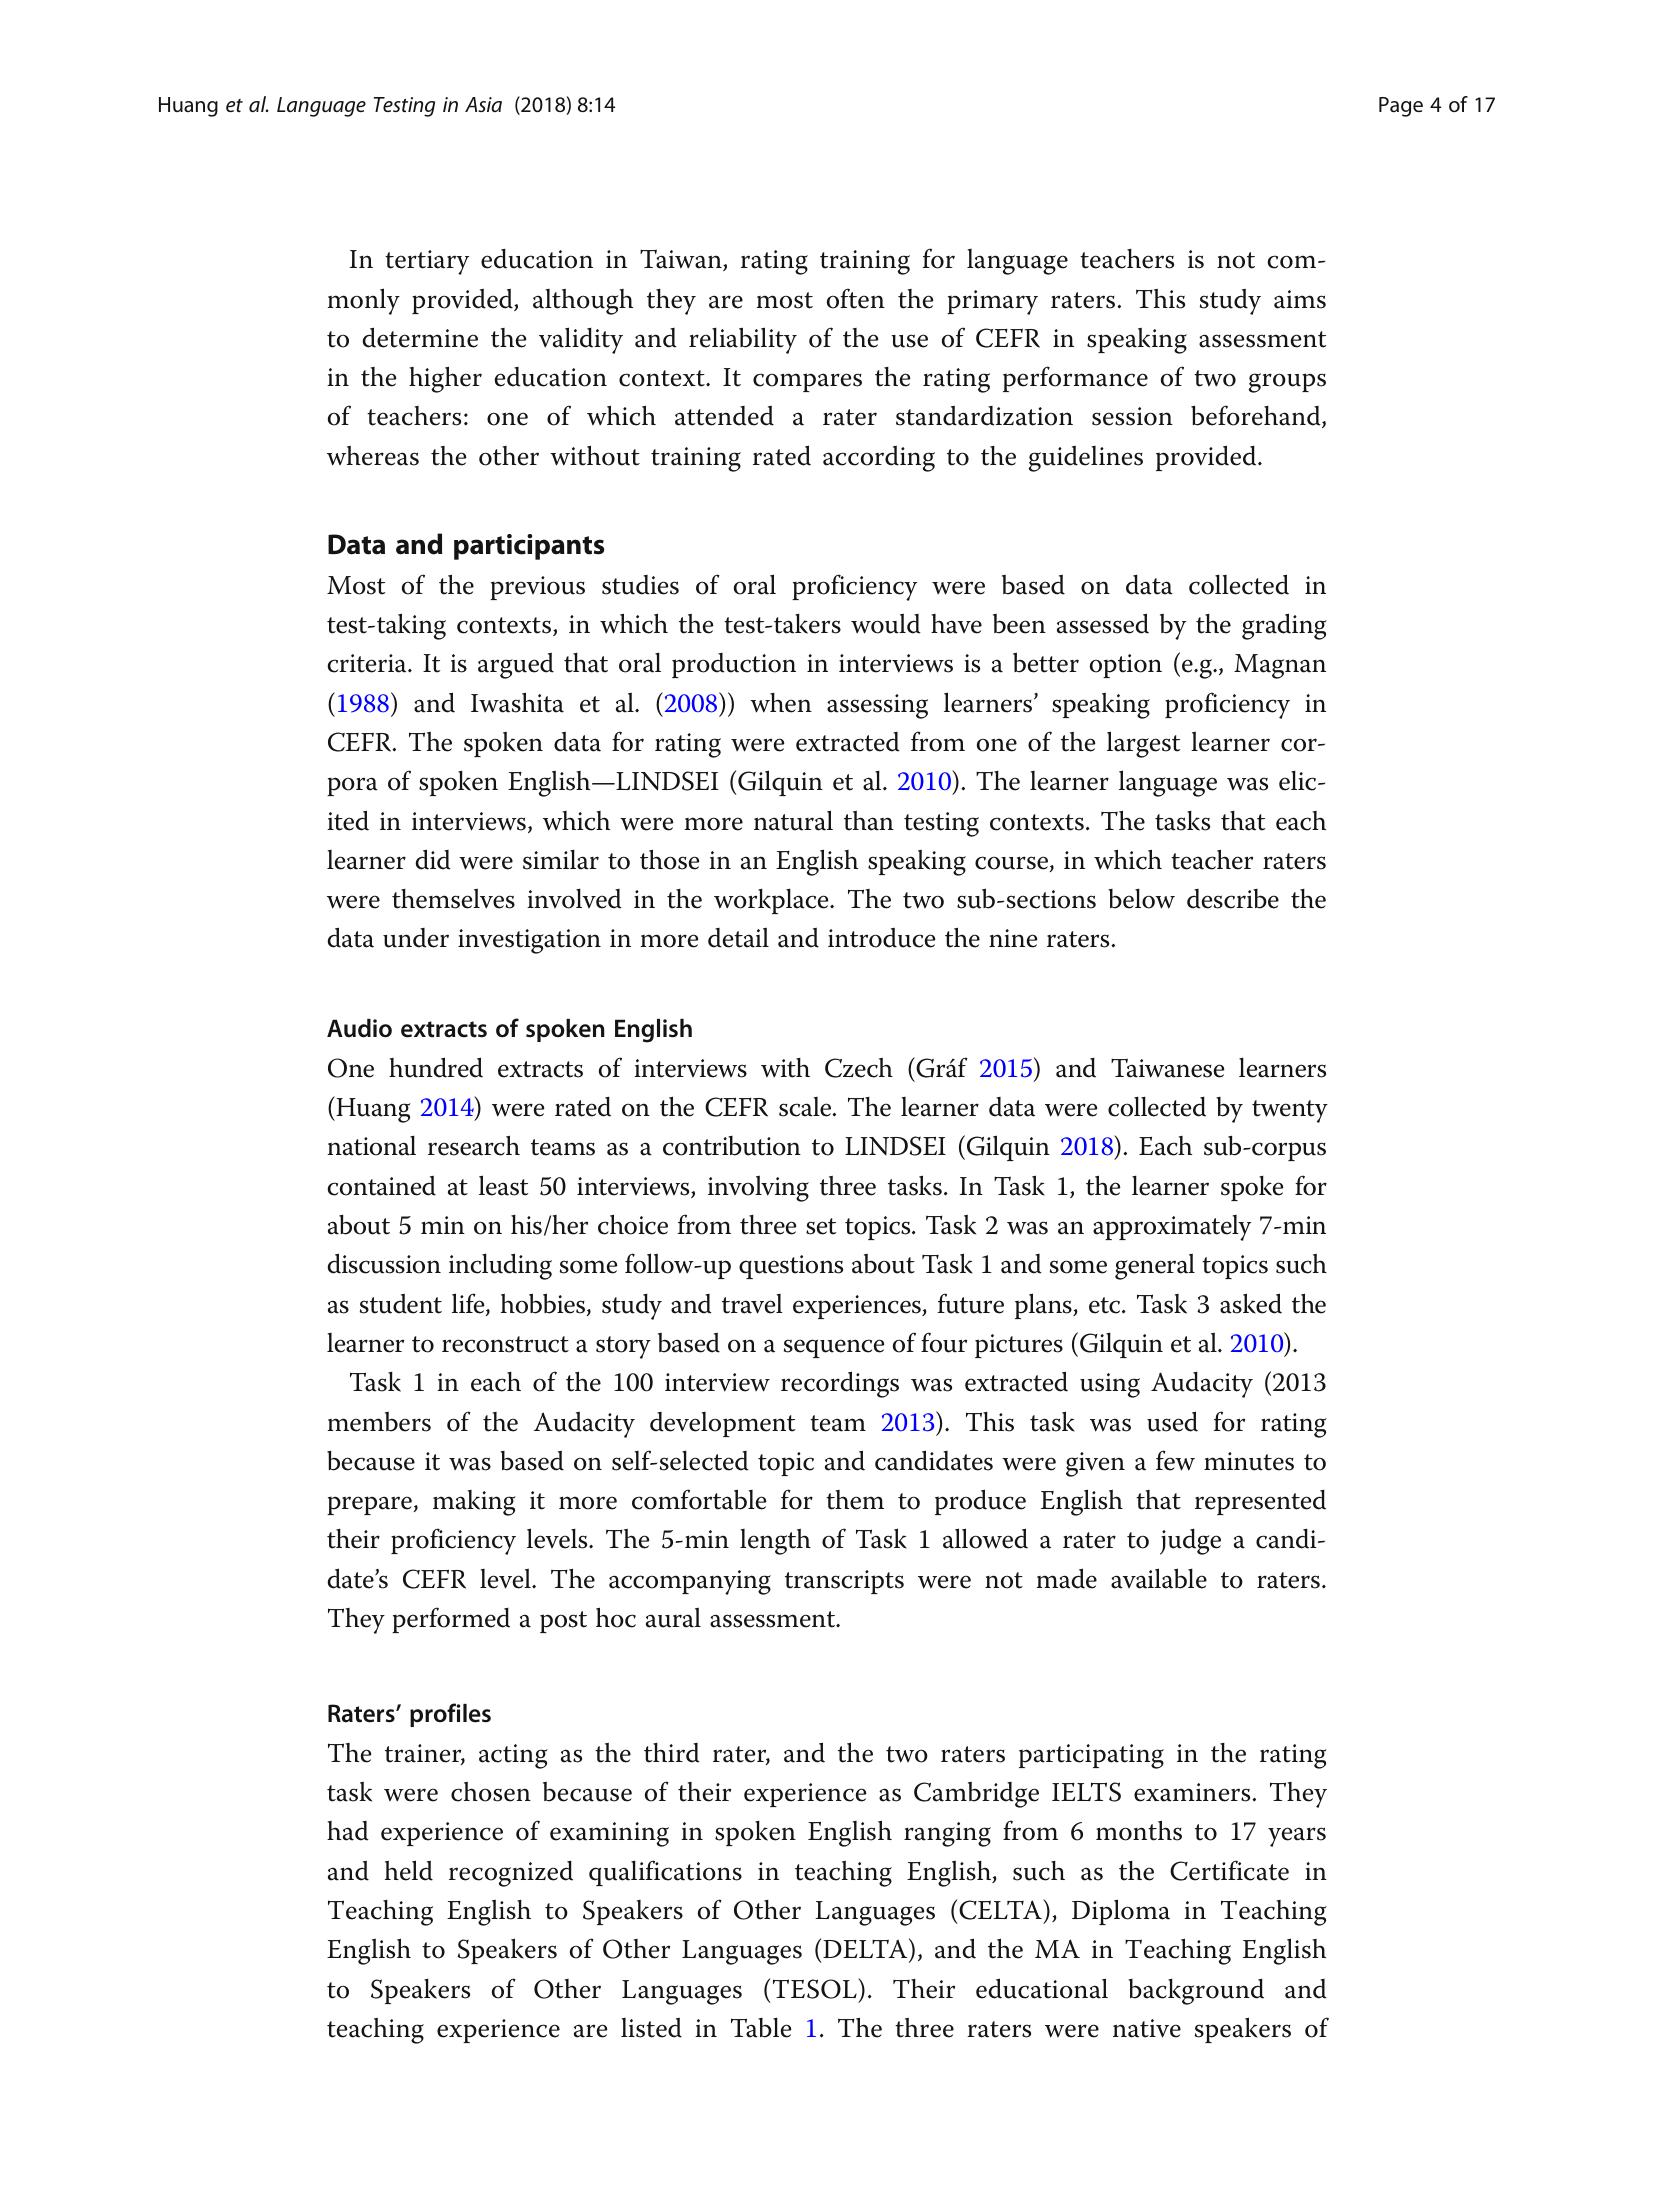 Huang et al. Language Testing in Asia (2018) 8:14
Page 4 of 17
In tertiary education in Taiwan, rating training for language teachers is not com-
monly provided, although they are most often the primary raters. This study aims
to determine the validity and reliability of the use of CEFR in speaking assessment
in the higher education context. It compares the rating performance of two groups
of teachers: one of which attended a rater standardization session beforehand,
whereas the other without training rated according to the guidelines provided.
Data and participants
Most of the previous studies of oral proficiency were based on data collected in
test-taking contexts, in which the test-takers would have been assessed by the grading
criteria. It is argued that oral production in interviews is a better option (e.g., Magnan
(1988) and Iwashita et al. (2008)) when assessing learners’ speaking proficiency in
CEFR. The spoken data for rating were extracted from one of the largest learner cor-
pora of spoken English—LINDSEI (Gilquin et al. 2010). The learner language was elic-
ited in interviews, which were more natural than testing contexts. The tasks that each
learner did were similar to those in an English speaking course, in which teacher raters
were themselves involved in the workplace. The two sub-sections below describe the
data under investigation in more detail and introduce the nine raters.
Audio extracts of spoken English
One hundred extracts of interviews with Czech (Gráf 2015) and Taiwanese learners
(Huang 2014) were rated on the CEFR scale. The learner data were collected by twenty
national research teams as a contribution to LINDSEI (Gilquin 2018). Each sub-corpus
contained at least 50 interviews, involving three tasks. In Task 1, the learner spoke for
about 5 min on his/her choice from three set topics. Task 2 was an approximately 7-min
discussion including some follow-up questions about Task 1 and some general topics such
as student life, hobbies, study and travel experiences, future plans, etc. Task 3 asked the
learner to reconstruct a story based on a sequence of four pictures (Gilquin et al. 2010).
Task 1 in each of the 100 interview recordings was extracted using Audacity (2013
members of the Audacity development team 2013). This task was used for rating
because it was based on self-selected topic and candidates were given a few minutes to
prepare, making it more comfortable for them to produce English that represented
their proficiency levels. The 5-min length of Task 1 allowed a rater to judge a candi-
date’s CEFR level. The accompanying transcripts were not made available to raters.
They performed a post hoc aural assessment.
Raters’ profiles
The trainer, acting as the third rater, and the two raters participating in the rating
task were chosen because of their experience as Cambridge IELTS examiners. They
had experience of examining in spoken English ranging from 6 months to 17 years
and held recognized qualifications in teaching English, such as the Certificate in
Teaching English to Speakers of Other Languages (CELTA), Diploma in Teaching
English to Speakers of Other Languages (DELTA), and the MA in Teaching English
to Speakers of Other Languages (TESOL). Their educational background and
teaching experience are listed in Table 1. The three raters were native speakers of